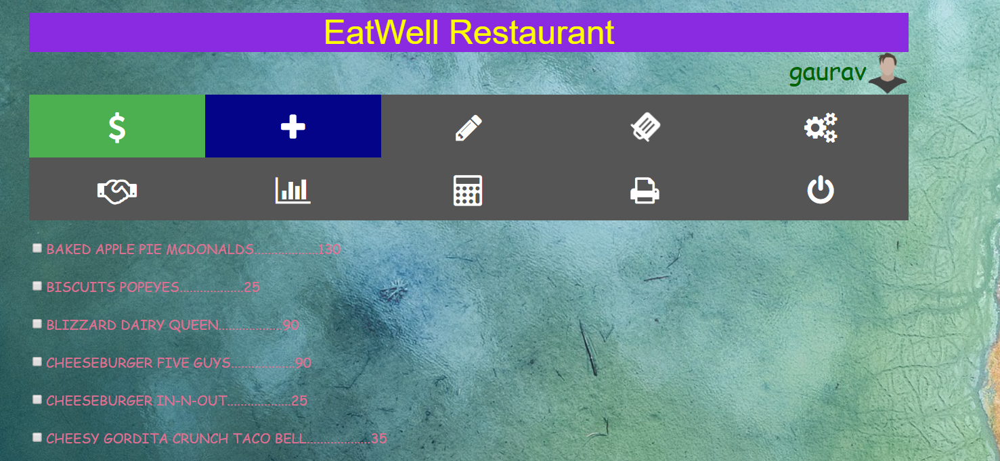 EatWell Restaurant
gaurav
BAKED APPLE PIE MCDONALDS...................130
BISCUITS POPEYES...................25
BLIZZARD DAIRY QUEEN...................90
CHEESEBURGER FIVE GUYS...................90
CHEESEBURGER IN-N-OUT...................25
CHEESY GORDITA CRUNCH TACO BELL...................35